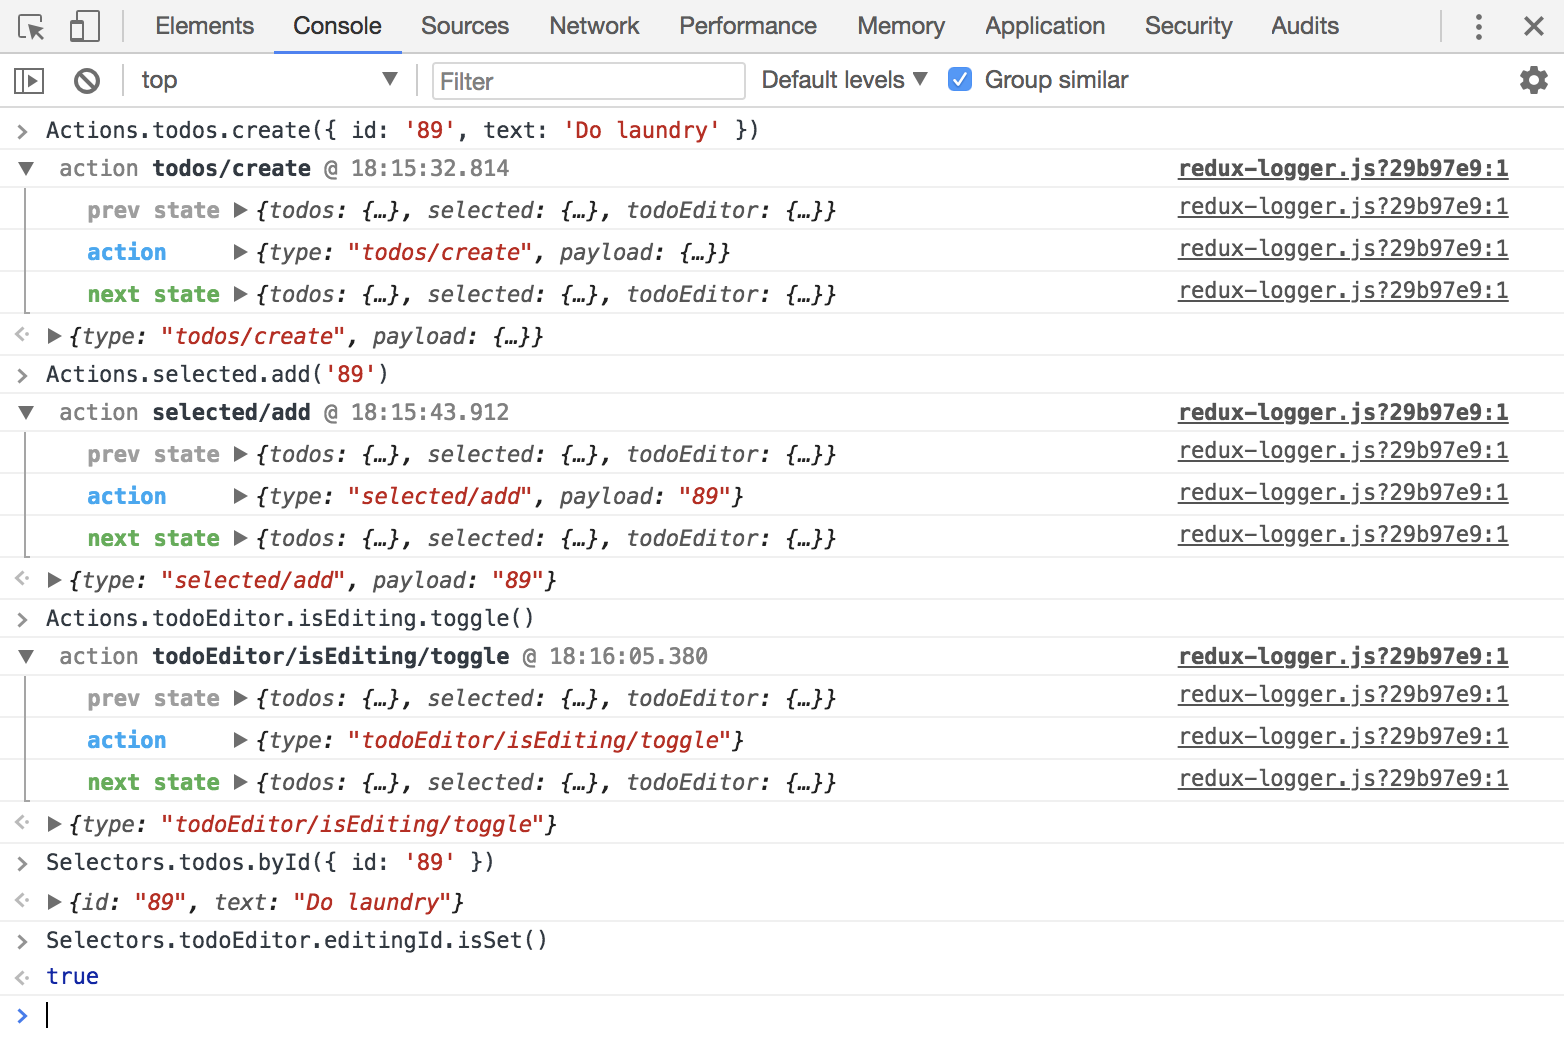 Elements Console Sources Network Performance Memory Application Security Audits
top Filter Default levels Group similar
Actions.todos.create({ id: '89', text: 'Do laundry' })
action todos/create @ 18:15:32.814 redux-logger.js?29b97e9:1
prev state {todos: {…}, selected: {…}, todoEditor: {…}} redux-logger.js?29b97e9:1
action {type: "todos/create", payload: {…}} redux-logger.js?29b97e9:1
next state {todos: {…}, selected: {…}, todoEditor: {…}} redux-logger.js?29b97e9:1
{type: "todos/create", payload: {…}}
Actions.selected.add('89')
action selected/add @ 18:15:43.912 redux-logger.js?29b97e9:1
prev state {todos: {…}, selected: {…}, todoEditor: {…}} redux-logger.js?29b97e9:1
action {type: "selected/add", payload: "89"} redux-logger.js?29b97e9:1
next state {todos: {…}, selected: {…}, todoEditor: {…}} redux-logger.js?29b97e9:1
{type: "selected/add", payload: "89"}
Actions.todoEditor.isEditing.toggle()
action todoEditor/isEditing/toggle @ 18:16:05.380 redux-logger.js?29b97e9:1
prev state {todos: {…}, selected: {…}, todoEditor: {…}} redux-logger.js?29b97e9:1
action {type: "todoEditor/isEditing/toggle"} redux-logger.js?29b97e9:1
next state {todos: {…}, selected: {…}, todoEditor: {…}} redux-logger.js?29b97e9:1
{type: "todoEditor/isEditing/toggle"}
Selectors.todos.byId({ id: '89' })
{id: "89", text: "Do laundry"}
Selectors.todoEditor.editingId.isSet()
true